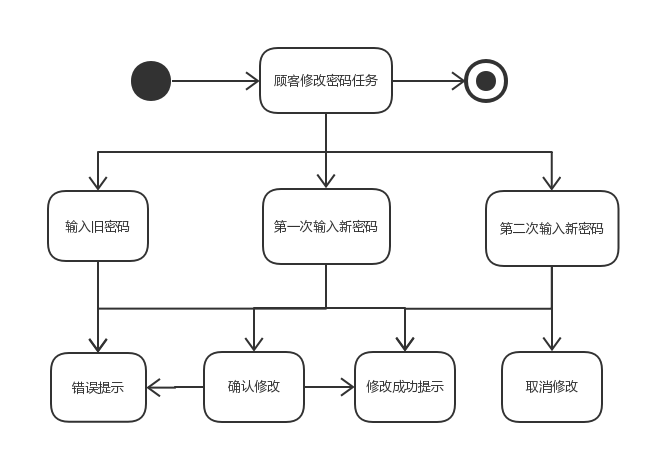 顾客修改密码任务
输入旧密码
第一次输入新密码
第二次输入新密码
错误提示
确认修改
修改成功提示
取消修改